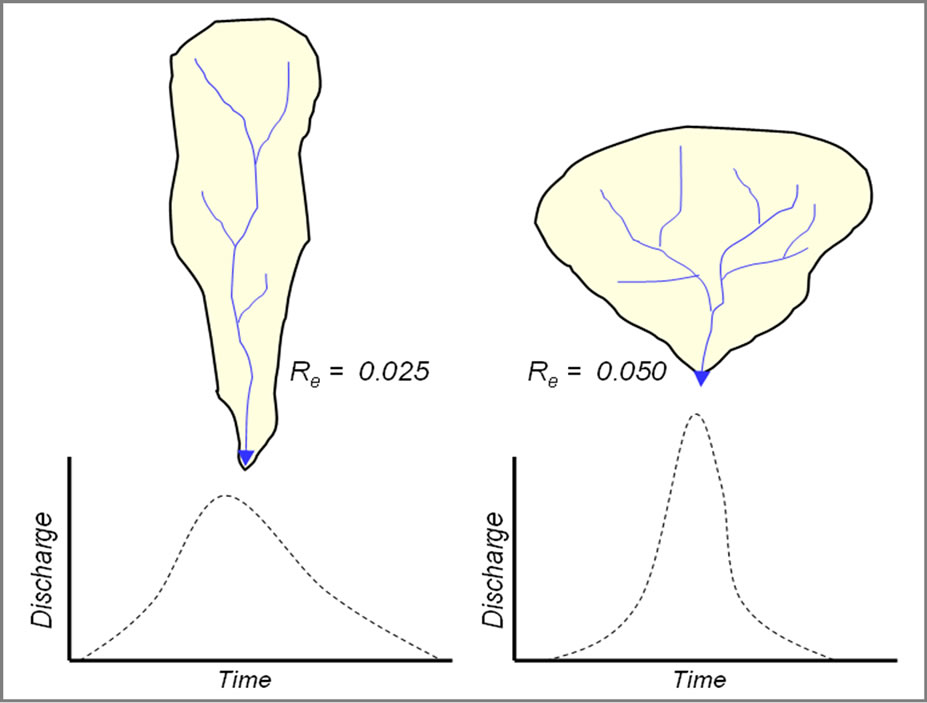 Re = 0.025
Re = 0.050
Discharge
Time
Discharge
Time